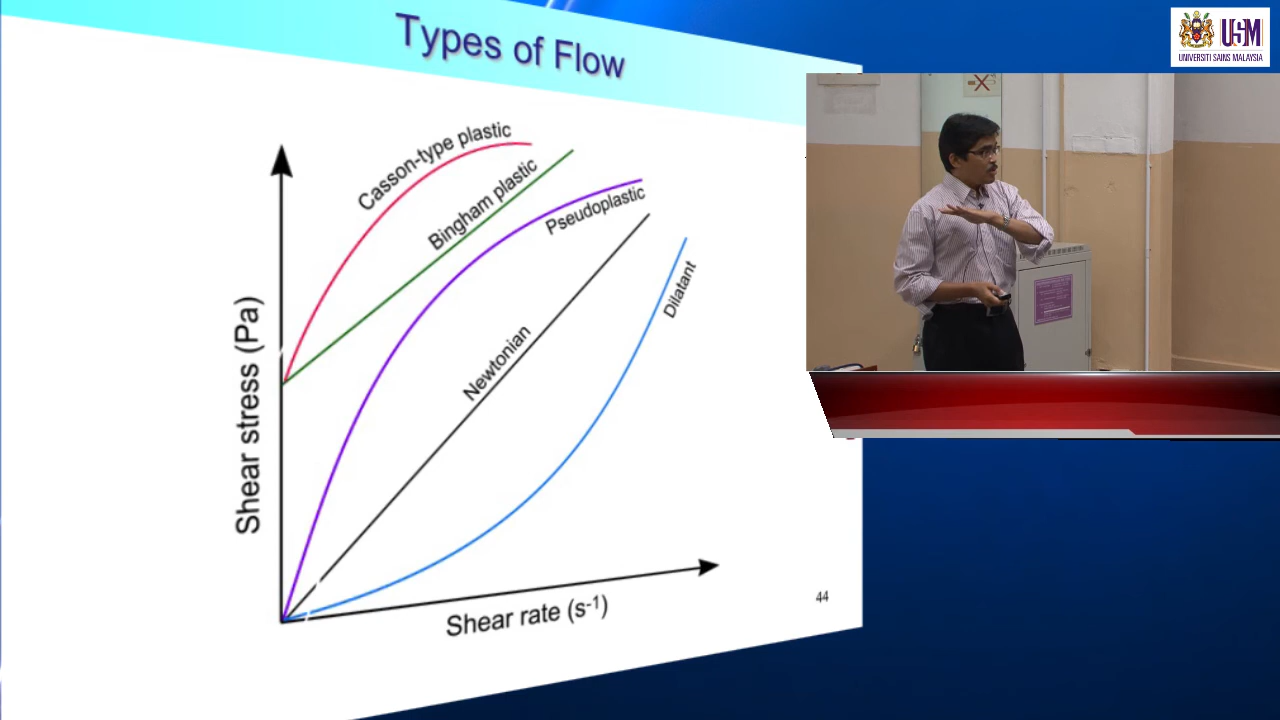 Types of Flow
USM
UNIVERSITI SAINS MALAYSIA
Casson-type plastic
Bingham plastic
Pseudoplastic
Newtonian
Dilatant
Shear stress (Pa)
Shear rate (s-1)
44